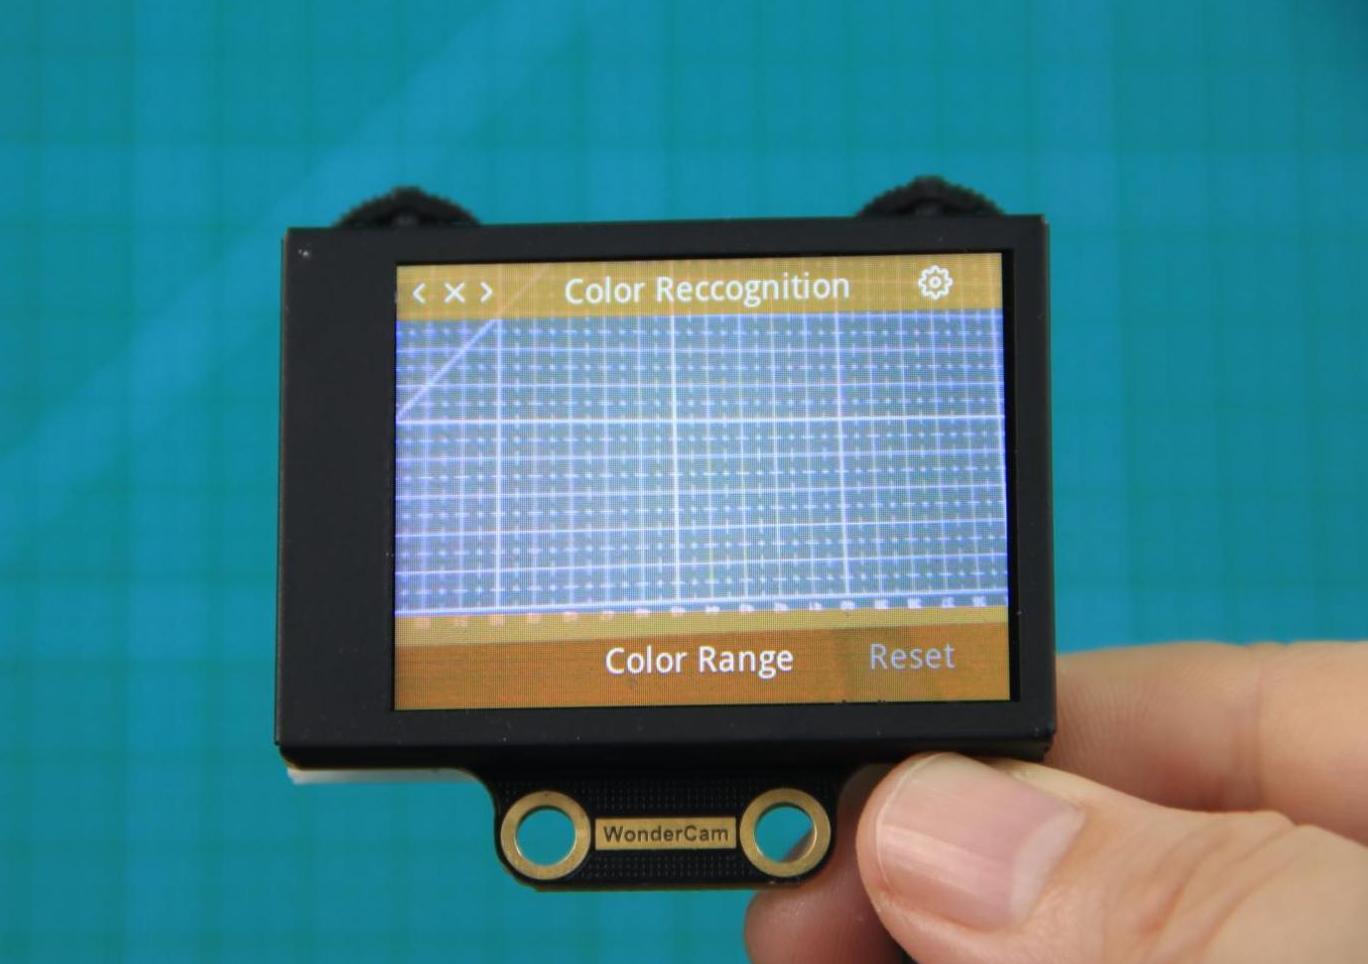 < × >
Color Reccognition
Color Range
Reset
WonderCam